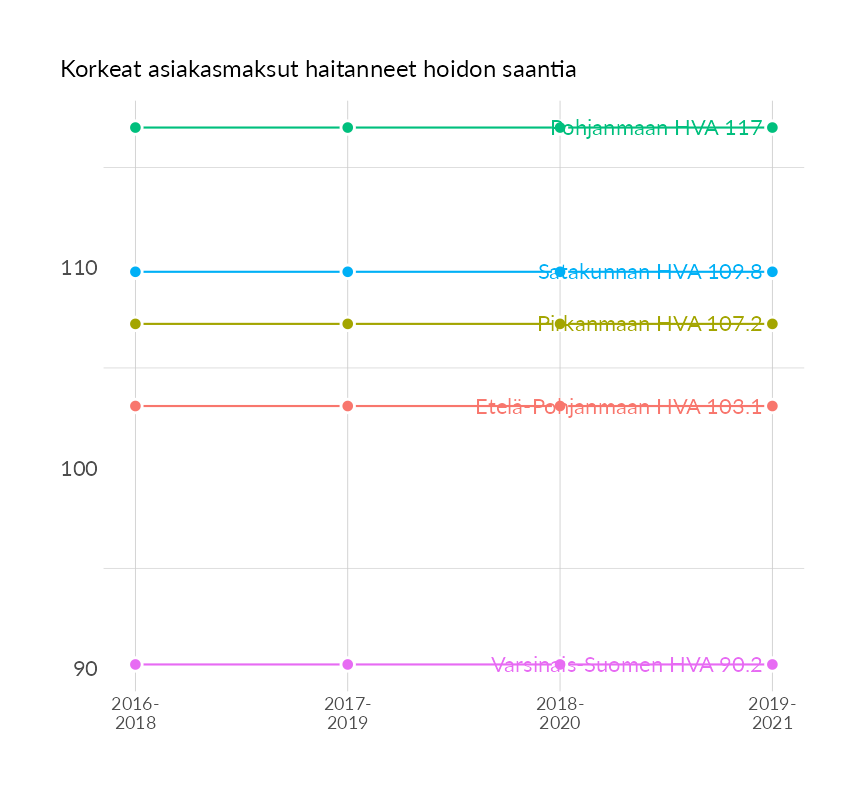 Korkeat asiakasmaksut haitanneet hoidon saantia
Pohjanmaan HVA 117
110
Satakunnan HVA 109.8
Pirkanmaan HVA 107.2
Etelä-Pohjanmaan HVA 103.1
100
90
Varsinais-Suomen HVA 90.2
2016-
2018
2017-
2019
2018-
2020
2019-
2021